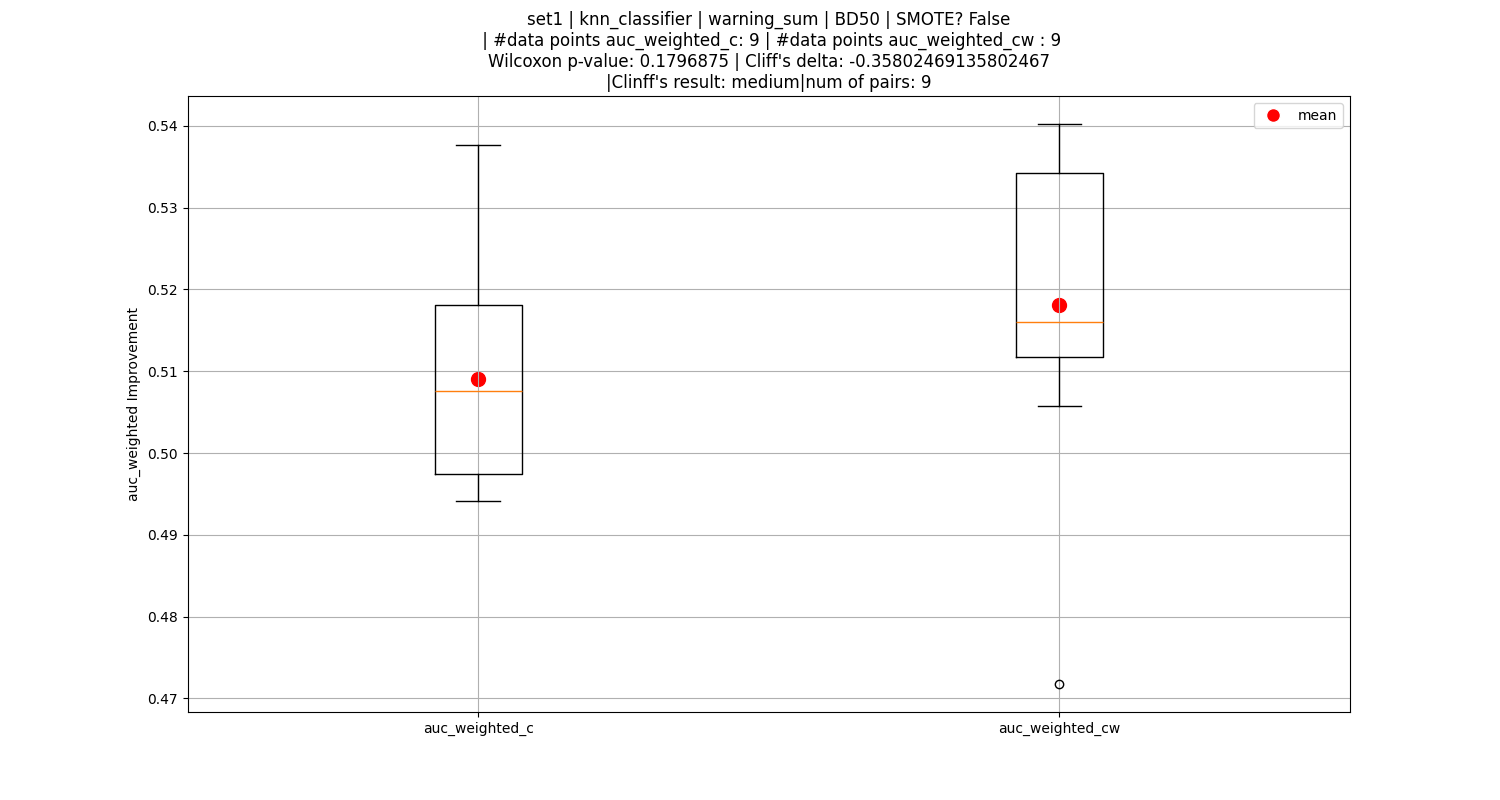 set1 | knn_classifier | warning_sum | BD50 | SMOTE? False
| #data points auc_weighted_c: 9 | #data points auc_weighted_cw : 9
Wilcoxon p-value: 0.1796875 | Cliff's delta: -0.35802469135802467
|Clinff's result: medium|num of pairs: 9
mean
auc_weighted Improvement
0.54
0.53
0.52
0.51
0.50
0.49
0.48
0.47
auc_weighted_c
auc_weighted_cw